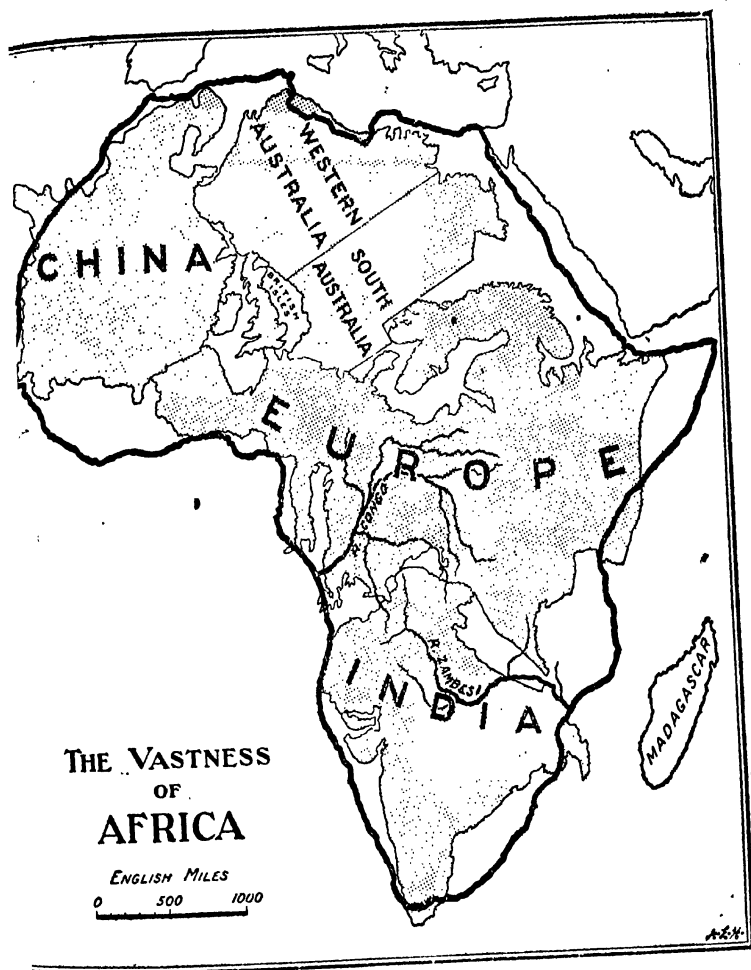 WESTERN
AUSTRALIA
CHINA
SOUTH
AUSTRALIA
BRITISH
ISLES
EUROPE
R. CONGO
R. ZAMBESI
INDIA
MADAGASCAR
THE VASTNESS
OF
AFRICA
ENGLISH MILES
0 500 1000
A.E.H.